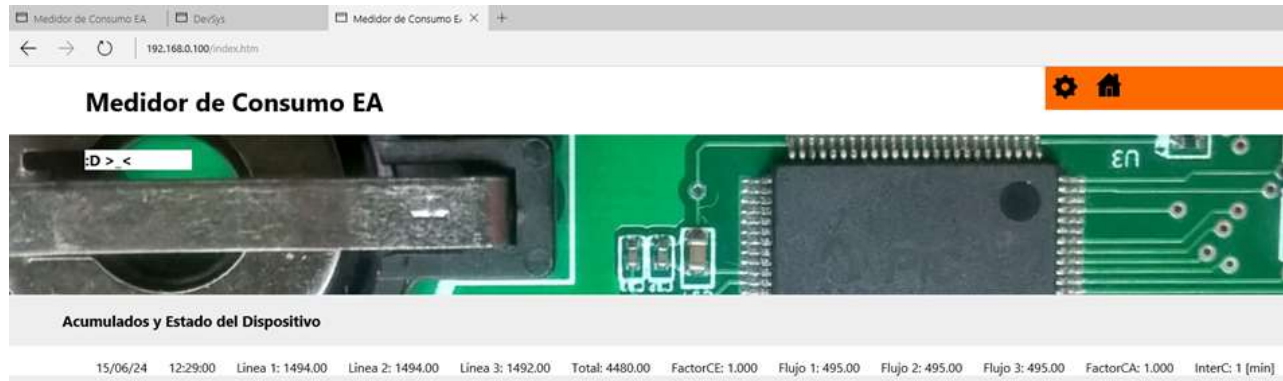 Medidor de Consumo EA DevSys Medidor de Consumo E
192.168.0.100/index.htm
Medidor de Consumo EA
:D >_<
U3
Acumulados y Estado del Dispositivo
15/06/24 12:29:00 Linea 1: 1494.00 Linea 2: 1494.00 Linea 3: 1492.00 Total: 4480.00 FactorCE: 1.000 Flujo 1: 495.00 Flujo 2: 495.00 Flujo 3: 495.00 FactorCA: 1.000 InterC: 1 [min]